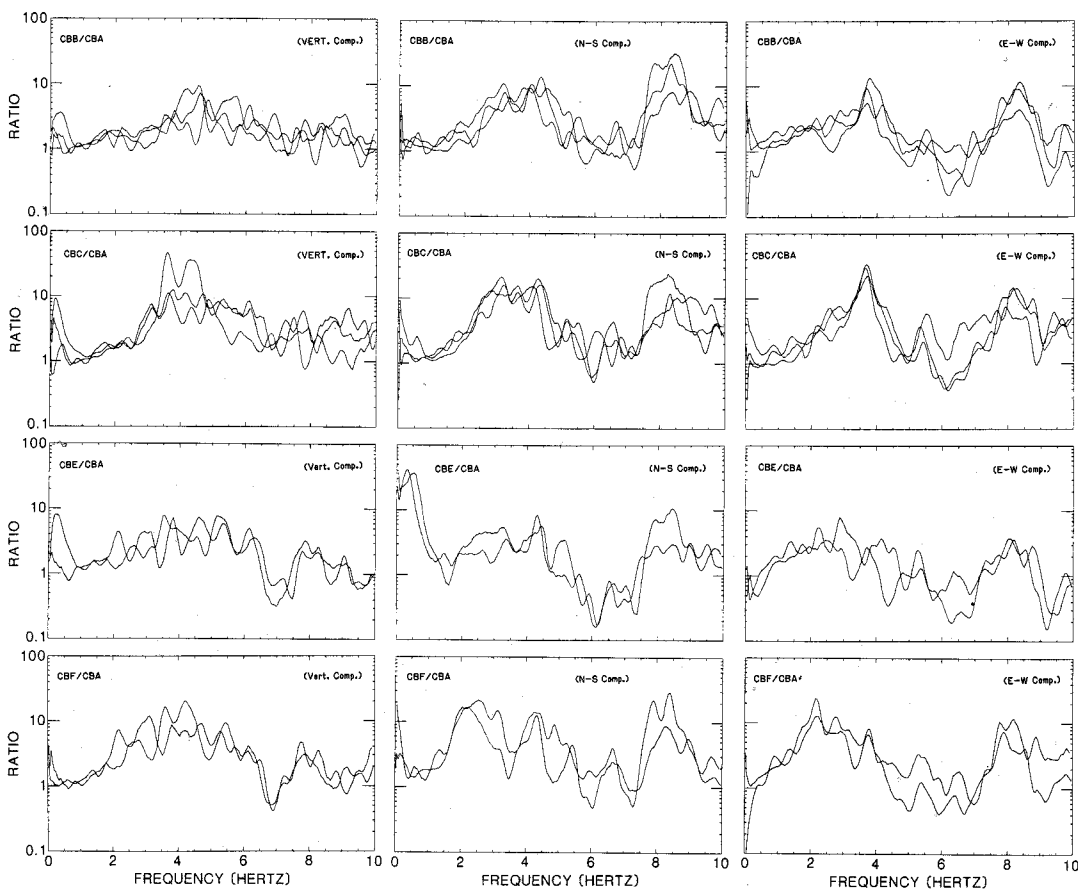 100
10
1
0.1
RATIO
CBB/CBA
(VERT. Comp.)
CBB/CBA
(N-S Comp.)
CBB/CBA
(E-W Comp.)
100
10
1
0.1
RATIO
CBC/CBA
(VERT. Comp.)
CBC/CBA
(N-S Comp.)
CBC/CBA
(E-W Comp.)
100
10
1
0.1
RATIO
CBE/CBA
(Vert. Comp.)
CBE/CBA
(N-S Comp.)
CBE/CBA
(E-W Comp.)
100
10
1
0.1
RATIO
CBF/CBA
(Vert. Comp.)
CBF/CBA
(N-S Comp.)
CBF/CBA
(E-W Comp.)
0 2 4 6 8 10
0 2 4 6 8 10
0 2 4 6 8 10
FREQUENCY (HERTZ)
FREQUENCY (HERTZ)
FREQUENCY (HERTZ)